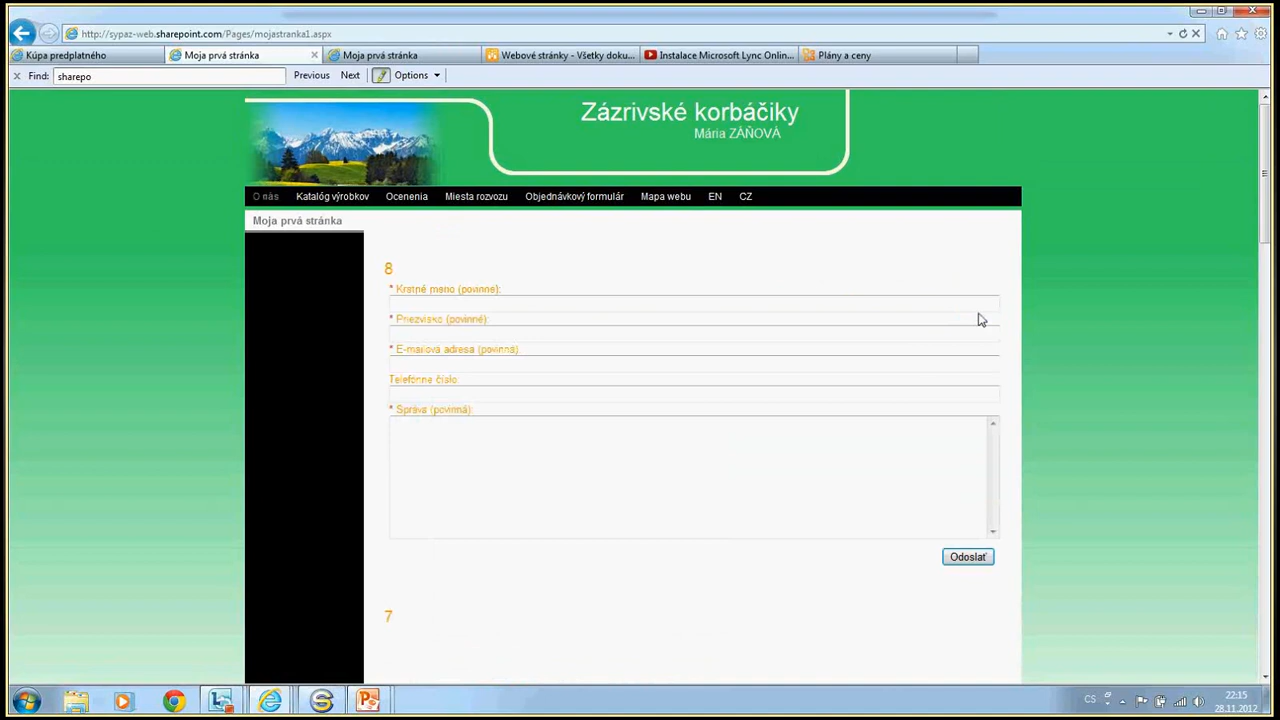 http://sypaz-web.sharepoint.com/Pages/mojastranka1.aspx
Kúpa predplatného
Moja prvá stránka
Moja prvá stránka
Webové stránky - Všetky doku...
Instalace Microsoft Lync Onlin...
Plány a ceny
Find: sharepo Previous Next Options
Zázrivské korbáčiky
Mária ZÁŇOVÁ
O nás Katalóg výrobkov Ocenenia Miesta rozvozu Objednávkový formulár Mapa webu EN CZ
Moja prvá stránka
8
* Krstné meno (povinné):
* Priezvisko (povinné):
* E-mailová adresa (povinná):
Telefónne číslo:
* Správa (povinná):
Odoslať
7
CS
22:15
28.11.2012